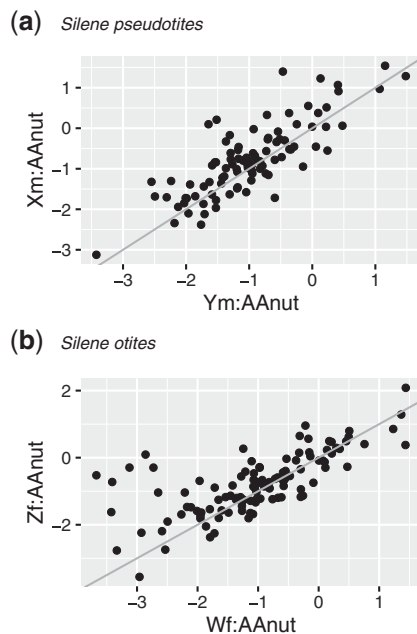 (a) Silene pseudotites
1
0
−1
−2
−3
Xm:AAnut
−3 −2 −1 0 1
Ym:AAnut
(b) Silene otites
2
0
−2
Zf:AAnut
−3 −2 −1 0 1
Wf:AAnut